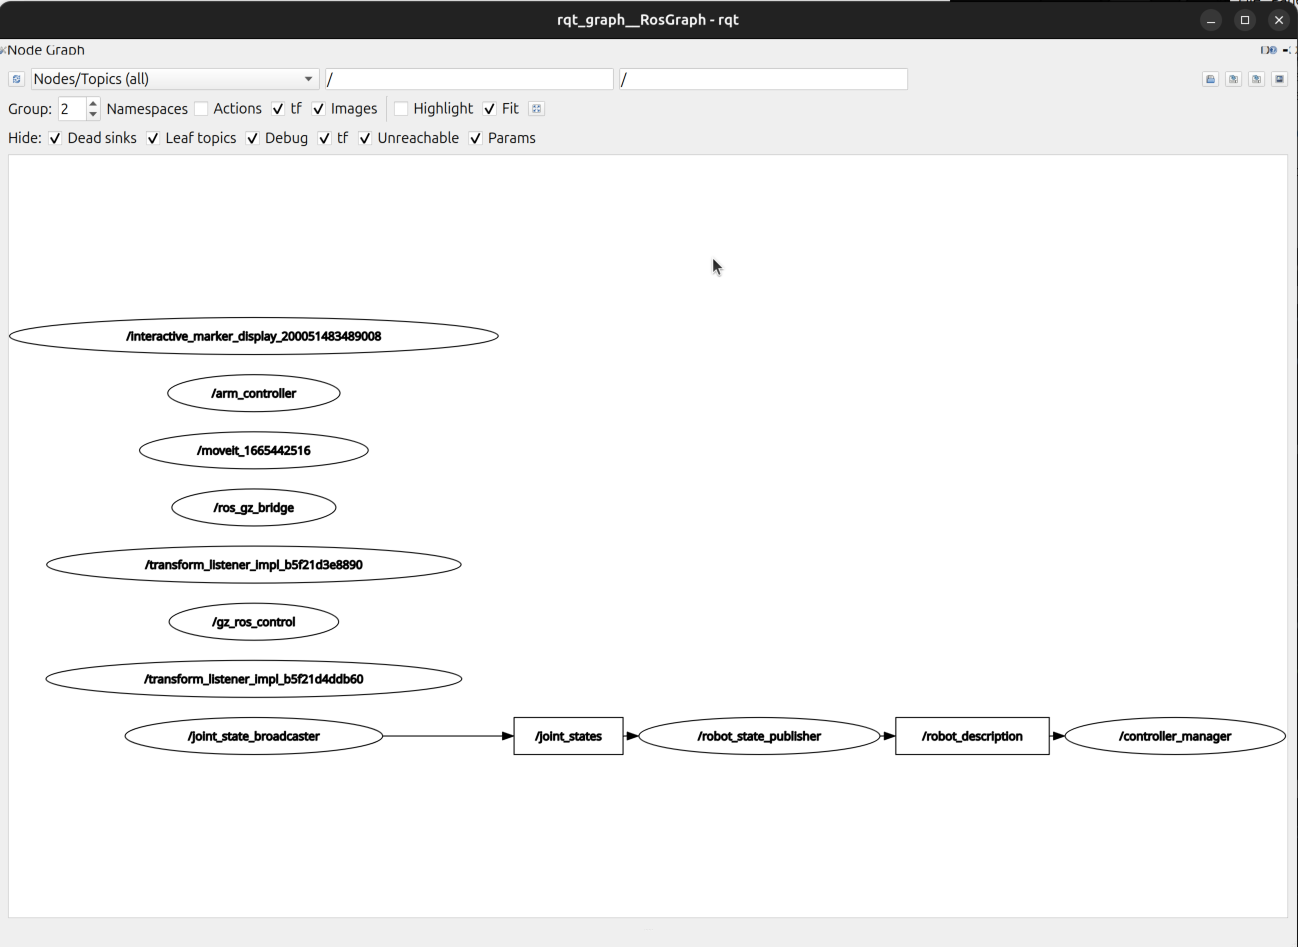 rqt_graph__RosGraph - rqt
Node Graph
Nodes/Topics (all) / /
Group: 2 Namespaces Actions tf Images Highlight Fit
Hide: Dead sinks Leaf topics Debug tf Unreachable Params
/interactive_marker_display_200051483489008
/arm_controller
/moveit_1665442516
/ros_gz_bridge
/transform_listener_impl_b5f21d3e8890
/gz_ros_control
/transform_listener_impl_b5f21d4ddb60
/joint_state_broadcaster /joint_states /robot_state_publisher /robot_description /controller_manager